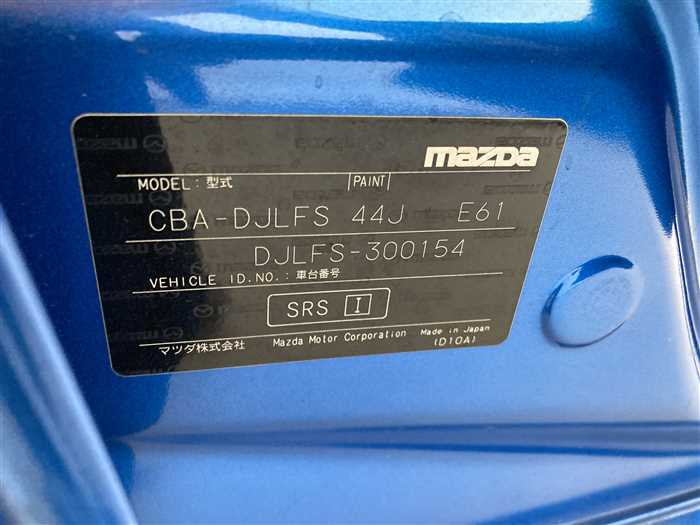 mazda
MODEL:型式 PAINT
CBA-DJLFS 44J E61
DJLFS-300154
VEHICLE ID.NO.:車台番号
SRS I
マツダ株式会社 Mazda Motor Corporation Made in Japan
(D10A)